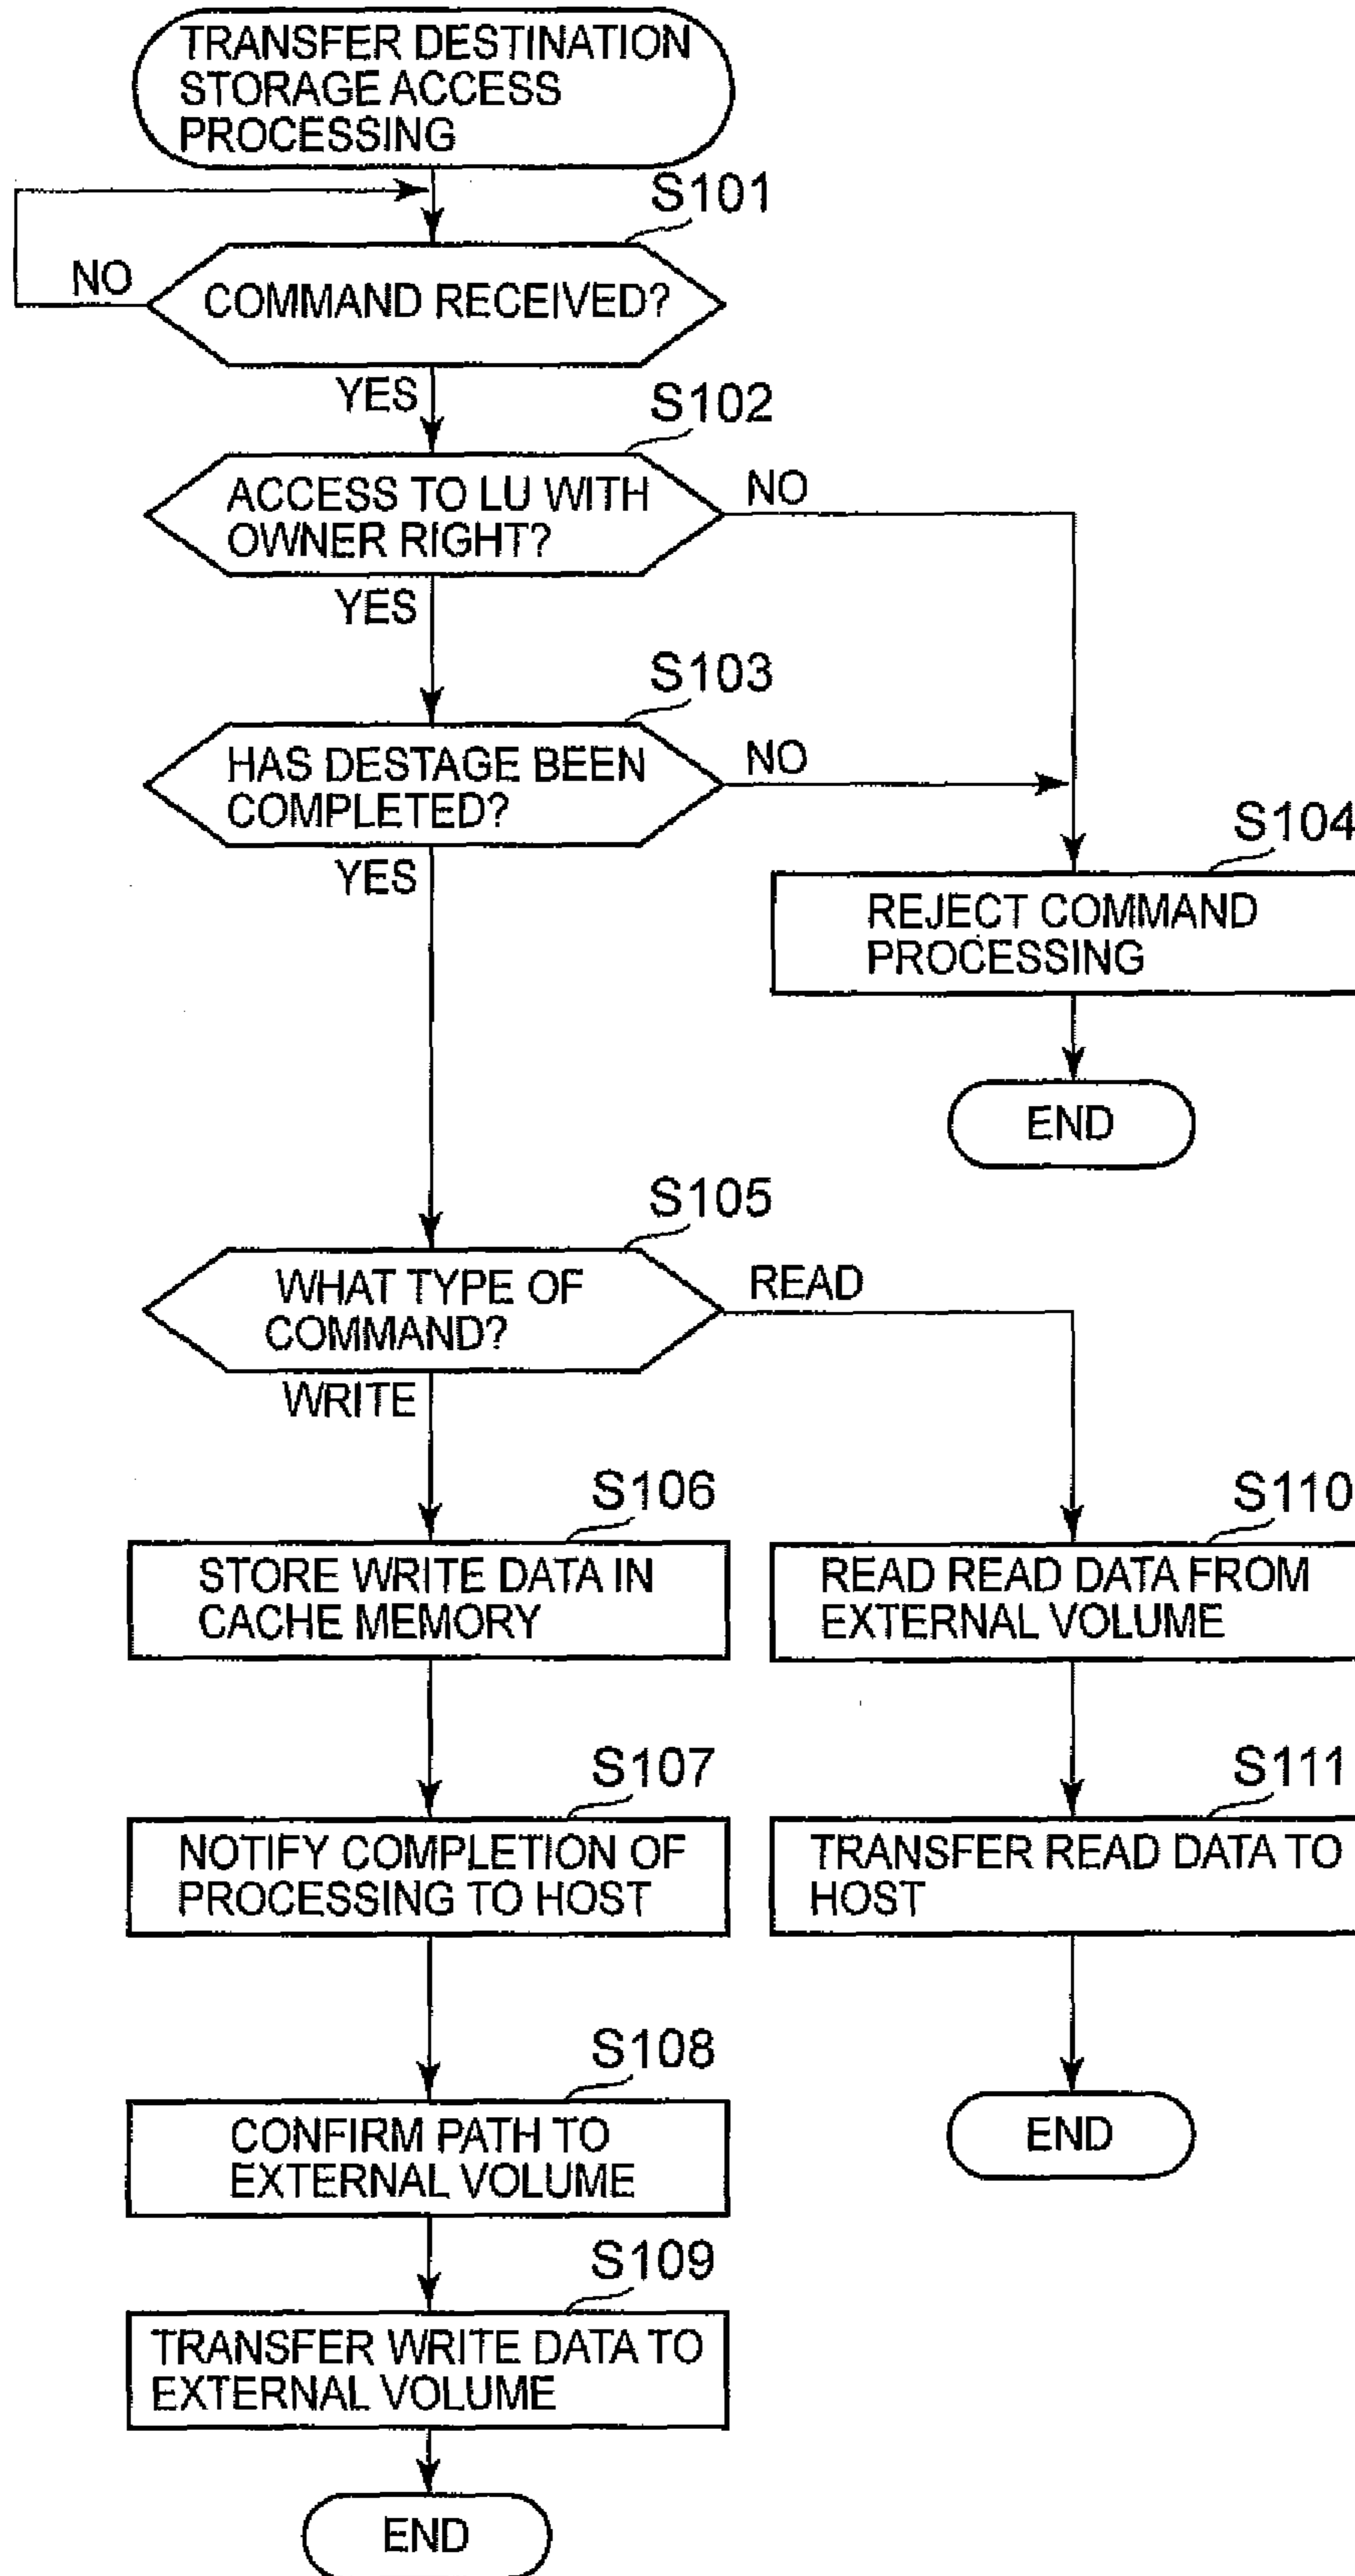 TRANSFER DESTINATION
STORAGE ACCESS
PROCESSING
S101
NO
COMMAND RECEIVED?
YES
S102
ACCESS TO LU WITH
OWNER RIGHT?
NO
YES
S103
HAS DESTAGE BEEN
COMPLETED?
NO
YES
S104
REJECT COMMAND
PROCESSING
END
S105
WHAT TYPE OF
COMMAND?
READ
WRITE
S106
STORE WRITE DATA IN
CACHE MEMORY
S110
READ READ DATA FROM
EXTERNAL VOLUME
S107
NOTIFY COMPLETION OF
PROCESSING TO HOST
S111
TRANSFER READ DATA TO
HOST
S108
CONFIRM PATH TO
EXTERNAL VOLUME
END
S109
TRANSFER WRITE DATA TO
EXTERNAL VOLUME
END